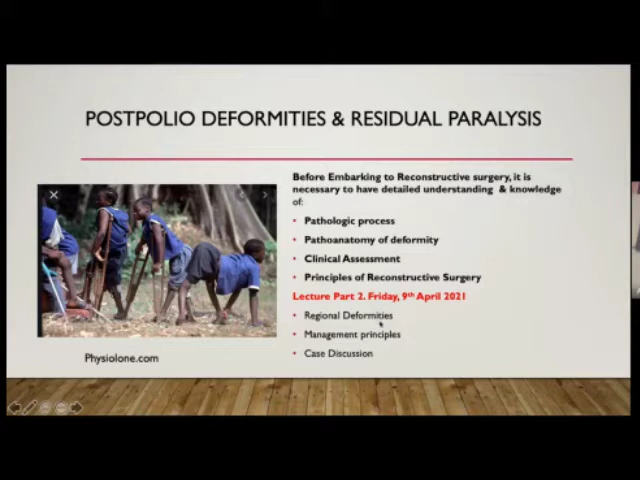 POSTPOLIO DEFORMITIES & RESIDUAL PARALYSIS
Before Embarking to Reconstructive surgery, it is
necessary to have detailed understanding & knowledge
of:
• Pathologic process
• Pathoanatomy of deformity
• Clinical Assessment
• Principles of Reconstructive Surgery
Lecture Part 2. Friday, 9th April 2021
• Regional Deformities
• Management principles
• Case Discussion
Physiolone.com